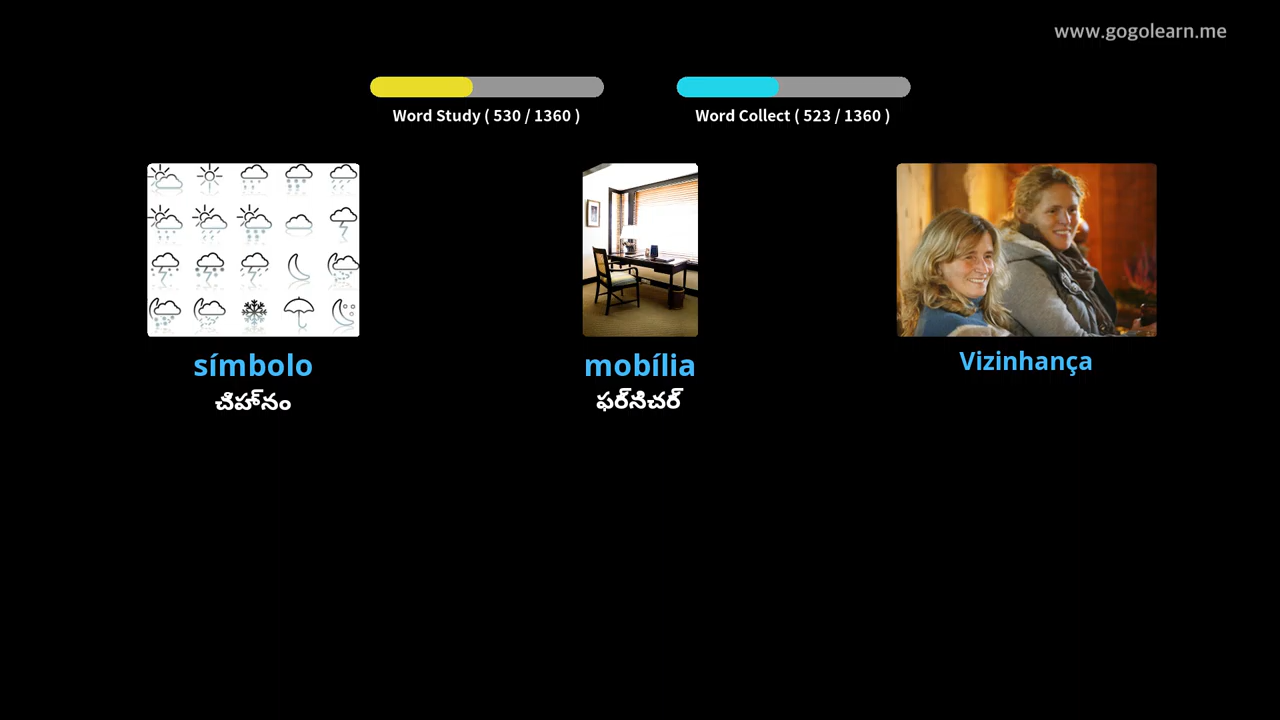 www.gogolearn.me
Word Study ( 530 / 1360 )
Word Collect ( 523 / 1360 )
símbolo
mobília
Vizinhança
చిహ్నం
ఫర్నిచర్